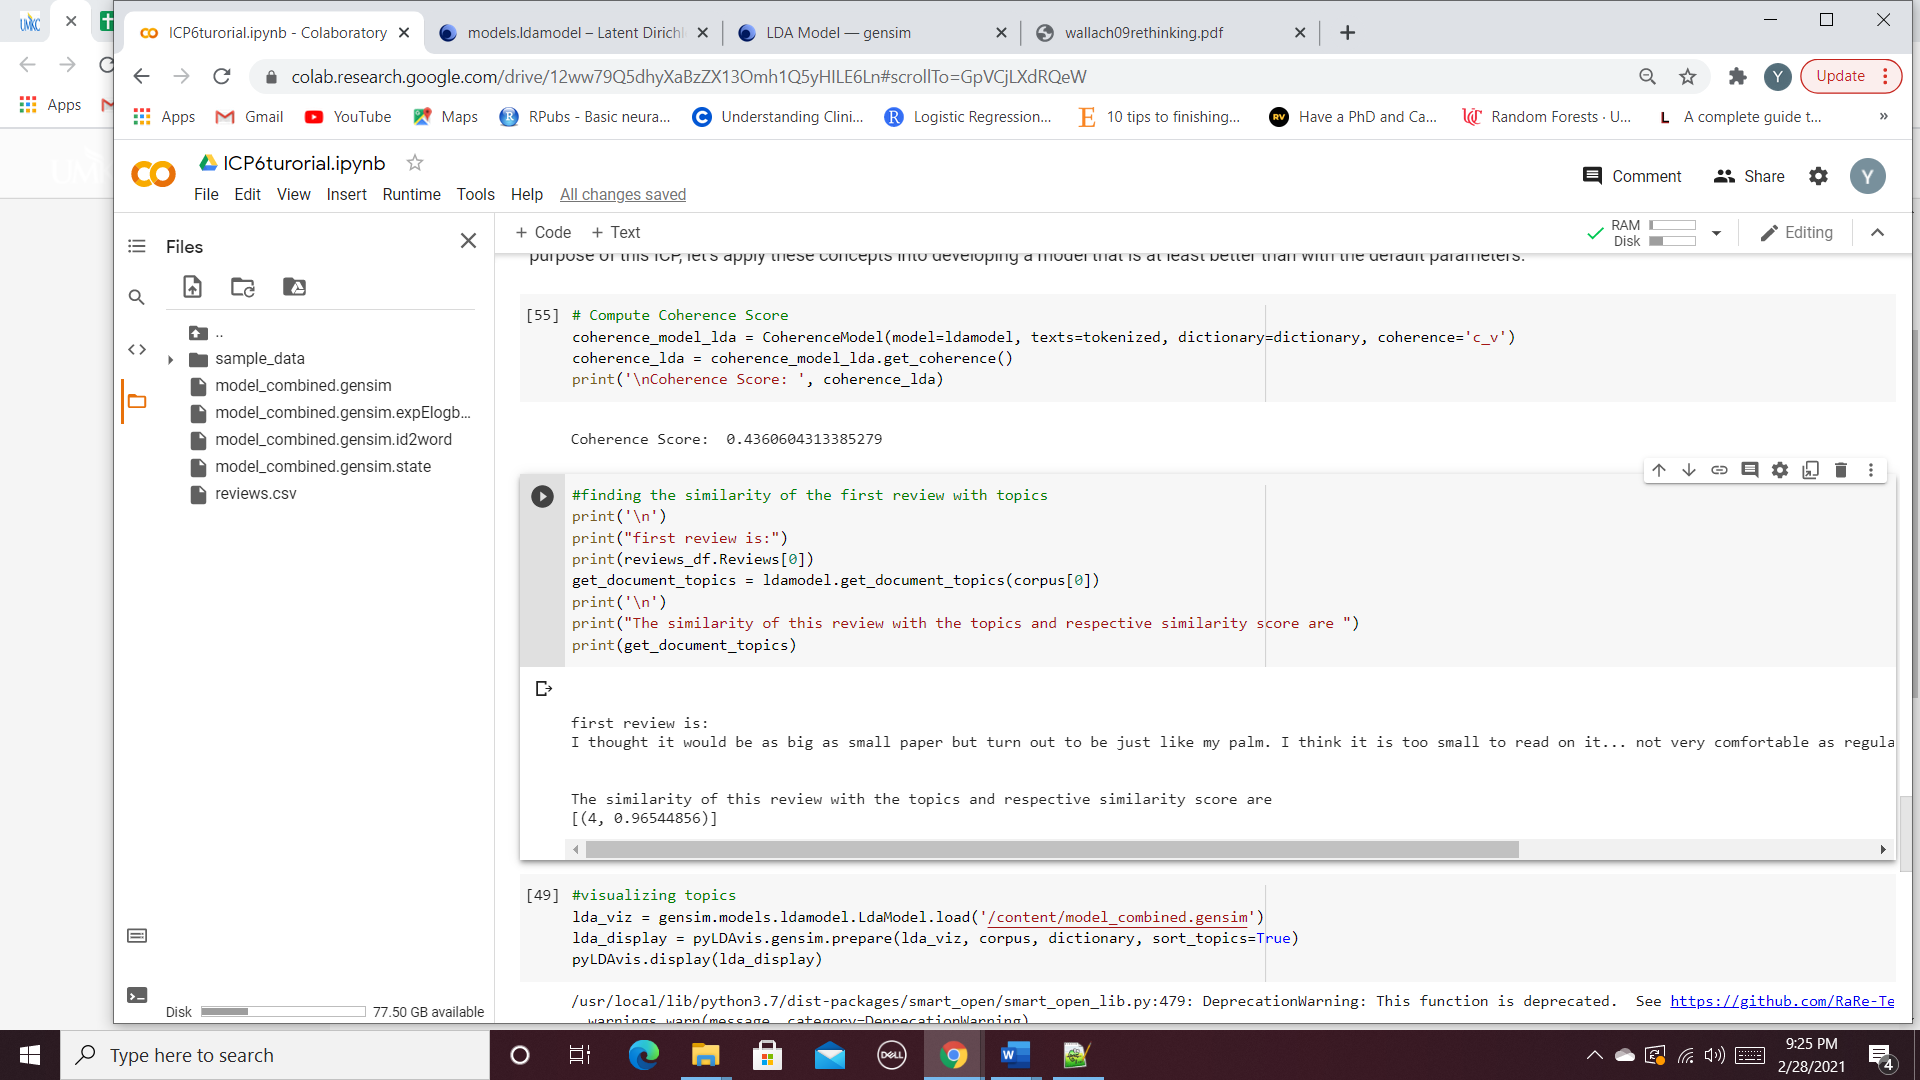 ICP6turorial.ipynb - Colaboratory
models.ldamodel – Latent Dirichl
LDA Model — gensim
wallach09rethinking.pdf
colab.research.google.com/drive/12ww79Q5dhyXaBzZX13Omh1Q5yHILE6Ln#scrollTo=GpVCjLXdRQeW
Y
Update
Apps
Apps
Gmail
YouTube
Maps
RPubs - Basic neura...
Understanding Clini...
Logistic Regression...
10 tips to finishing...
Have a PhD and Ca...
Random Forests · U...
A complete guide t...
»
ICP6turorial.ipynb
Comment
Share
Y
File Edit View Insert Runtime Tools Help All changes saved
Files
+ Code + Text
RAM
Disk
Editing
purpose of this ICP, let's apply these concepts into developing a model that is at least better than with the default parameters.
..
sample_data
model_combined.gensim
model_combined.gensim.expElogb...
model_combined.gensim.id2word
model_combined.gensim.state
reviews.csv
[55] # Compute Coherence Score
coherence_model_lda = CoherenceModel(model=ldamodel, texts=tokenized, dictionary=dictionary, coherence='c_v')
coherence_lda = coherence_model_lda.get_coherence()
print('\nCoherence Score: ', coherence_lda)
Coherence Score:  0.4360604313385279
#finding the similarity of the first review with topics
print('\n')
print("first review is:")
print(reviews_df.Reviews[0])
get_document_topics = ldamodel.get_document_topics(corpus[0])
print('\n')
print("The similarity of this review with the topics and respective similarity score are ")
print(get_document_topics)
first review is:
I thought it would be as big as small paper but turn out to be just like my palm. I think it is too small to read on it... not very comfortable as regula
The similarity of this review with the topics and respective similarity score are
[(4, 0.96544856)]
[49] #visualizing topics
lda_viz = gensim.models.ldamodel.LdaModel.load('/content/model_combined.gensim')
lda_display = pyLDAvis.gensim.prepare(lda_viz, corpus, dictionary, sort_topics=True)
pyLDAvis.display(lda_display)
/usr/local/lib/python3.7/dist-packages/smart_open/smart_open_lib.py:479: DeprecationWarning: This function is deprecated.  See https://github.com/RaRe-Te
warnings.warn(message, category=DeprecationWarning)
Disk 77.50 GB available
Type here to search
DELL
9:25 PM
2/28/2021
4